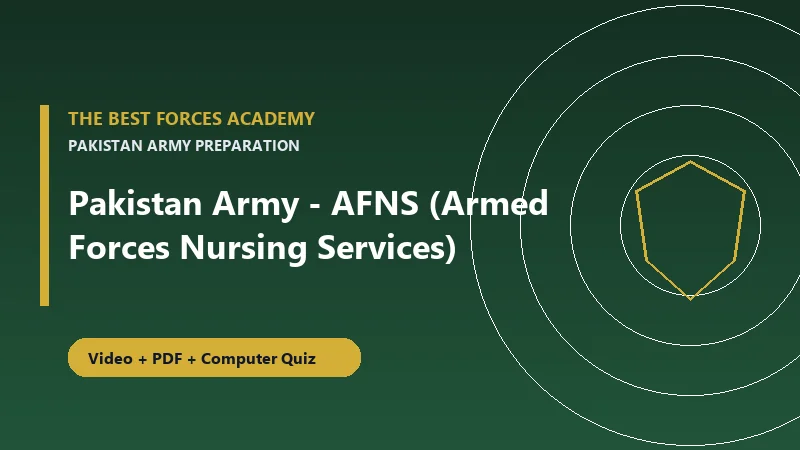 THE BEST FORCES ACADEMY
PAKISTAN ARMY PREPARATION
Pakistan Army - AFNS (Armed
Forces Nursing Services)
Video + PDF + Computer Quiz